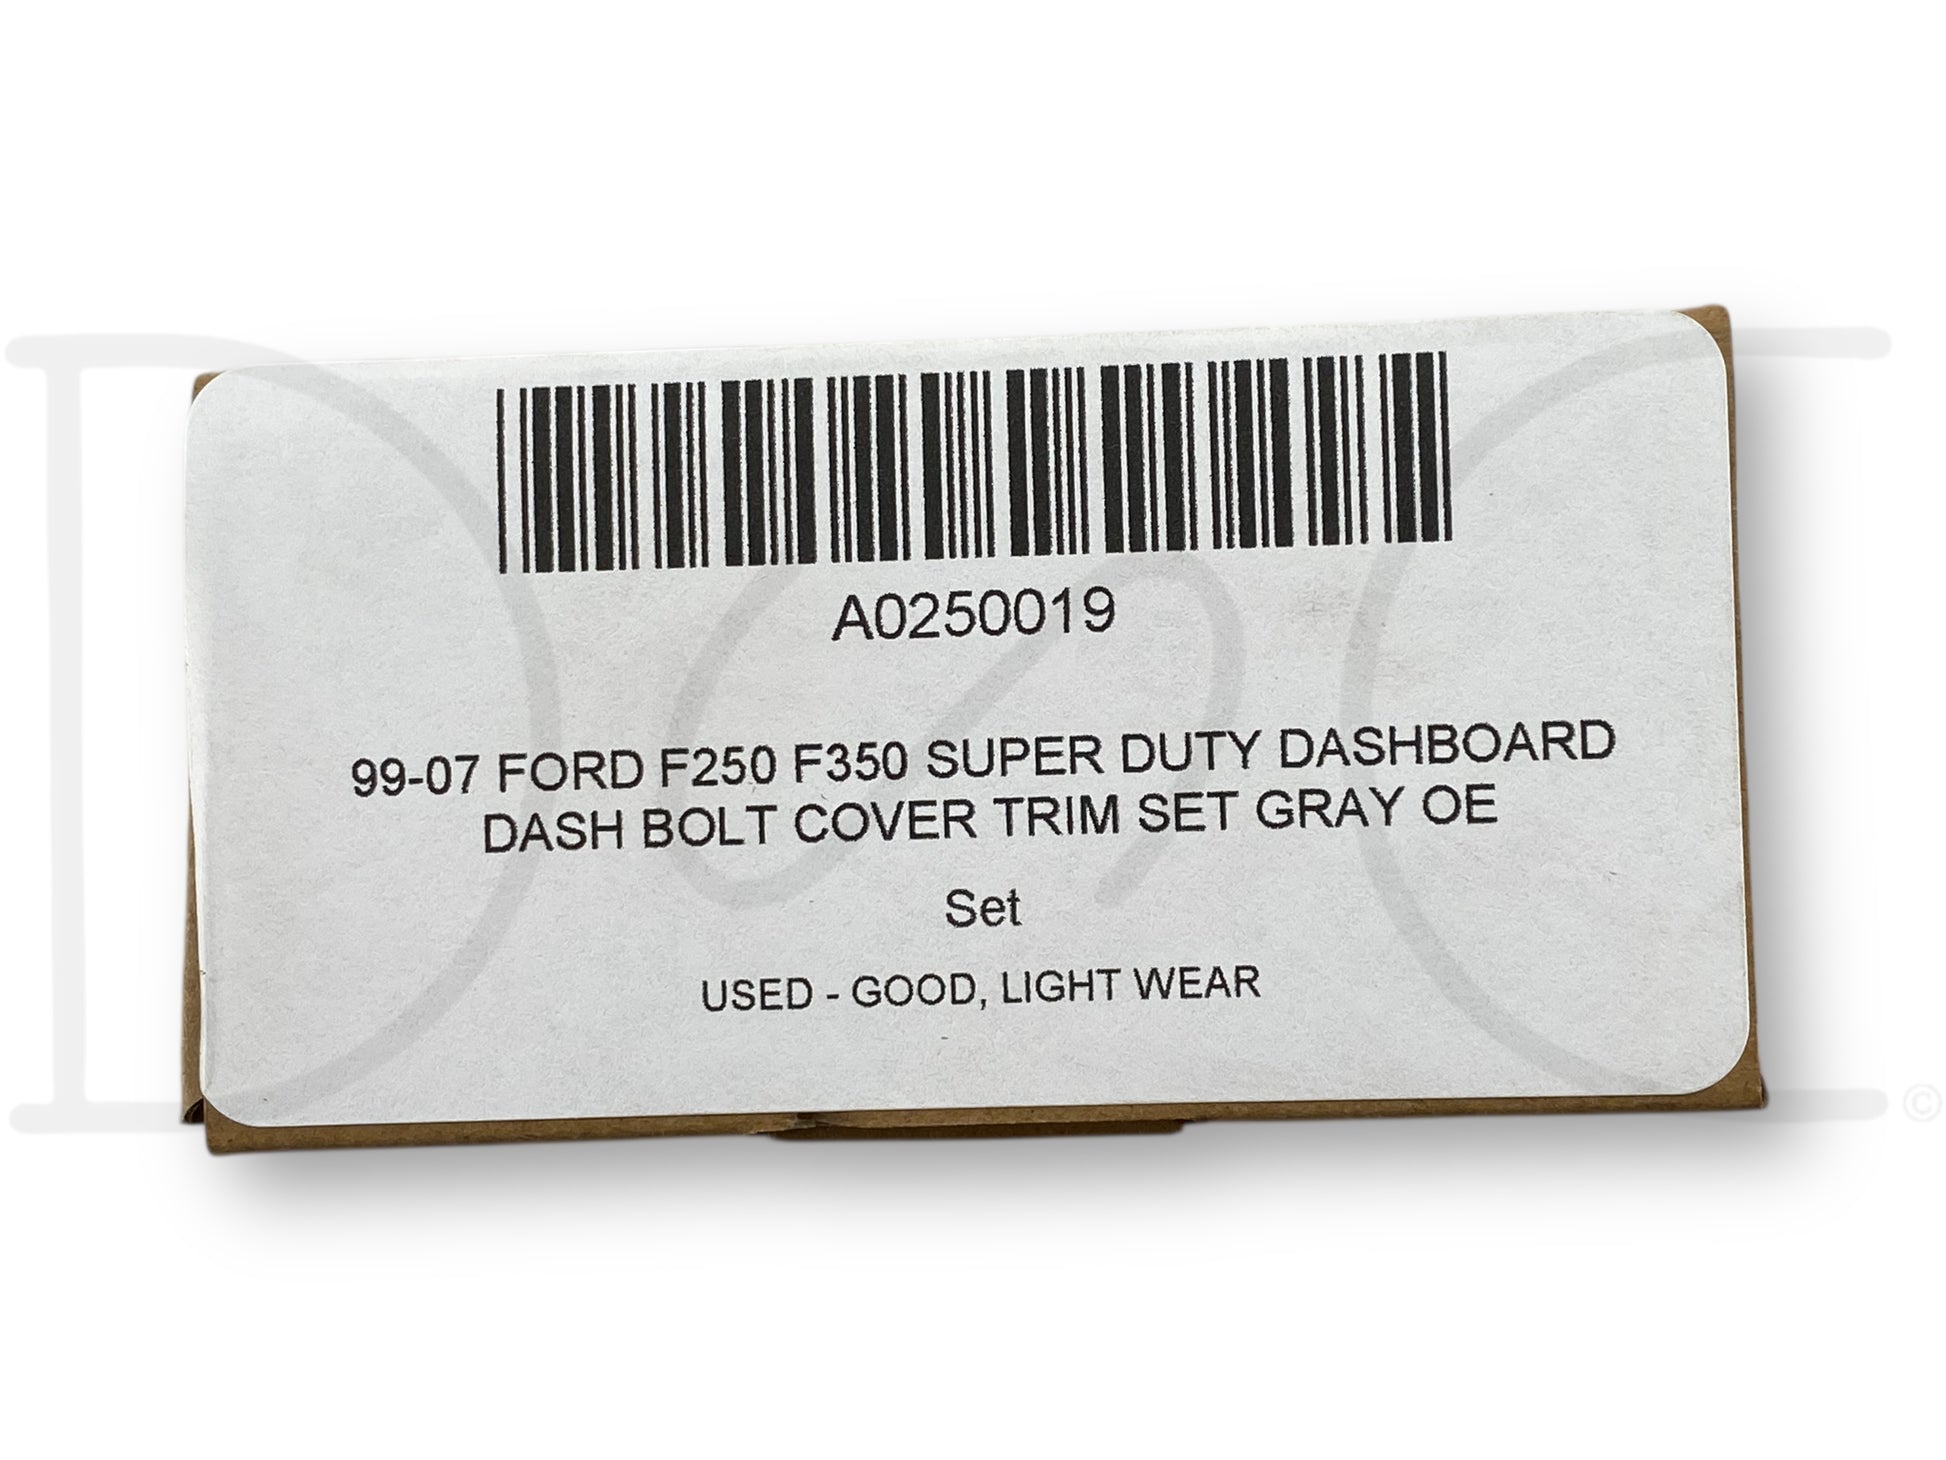 A0250019
99-07 FORD F250 F350 SUPER DUTY DASHBOARD
DASH BOLT COVER TRIM SET GRAY OE
Set
USED - GOOD, LIGHT WEAR
©